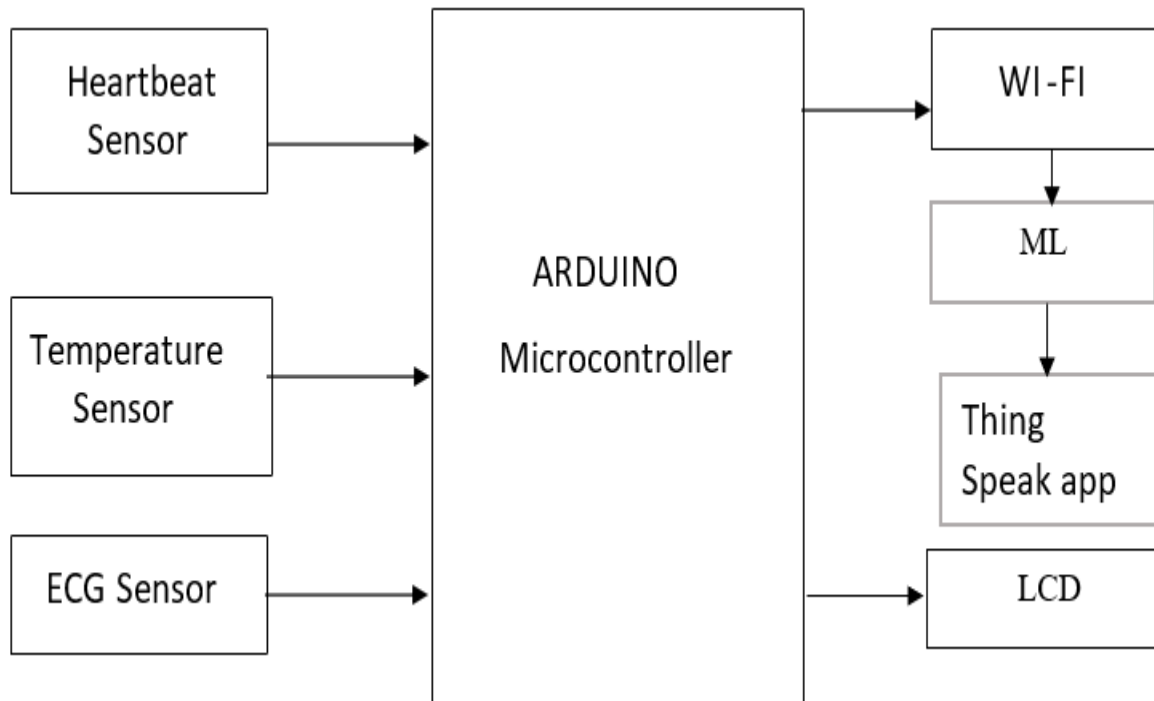 Heartbeat
Sensor
Temperature
Sensor
ECG Sensor
ARDUINO
Microcontroller
WI-FI
ML
Thing
Speak app
LCD